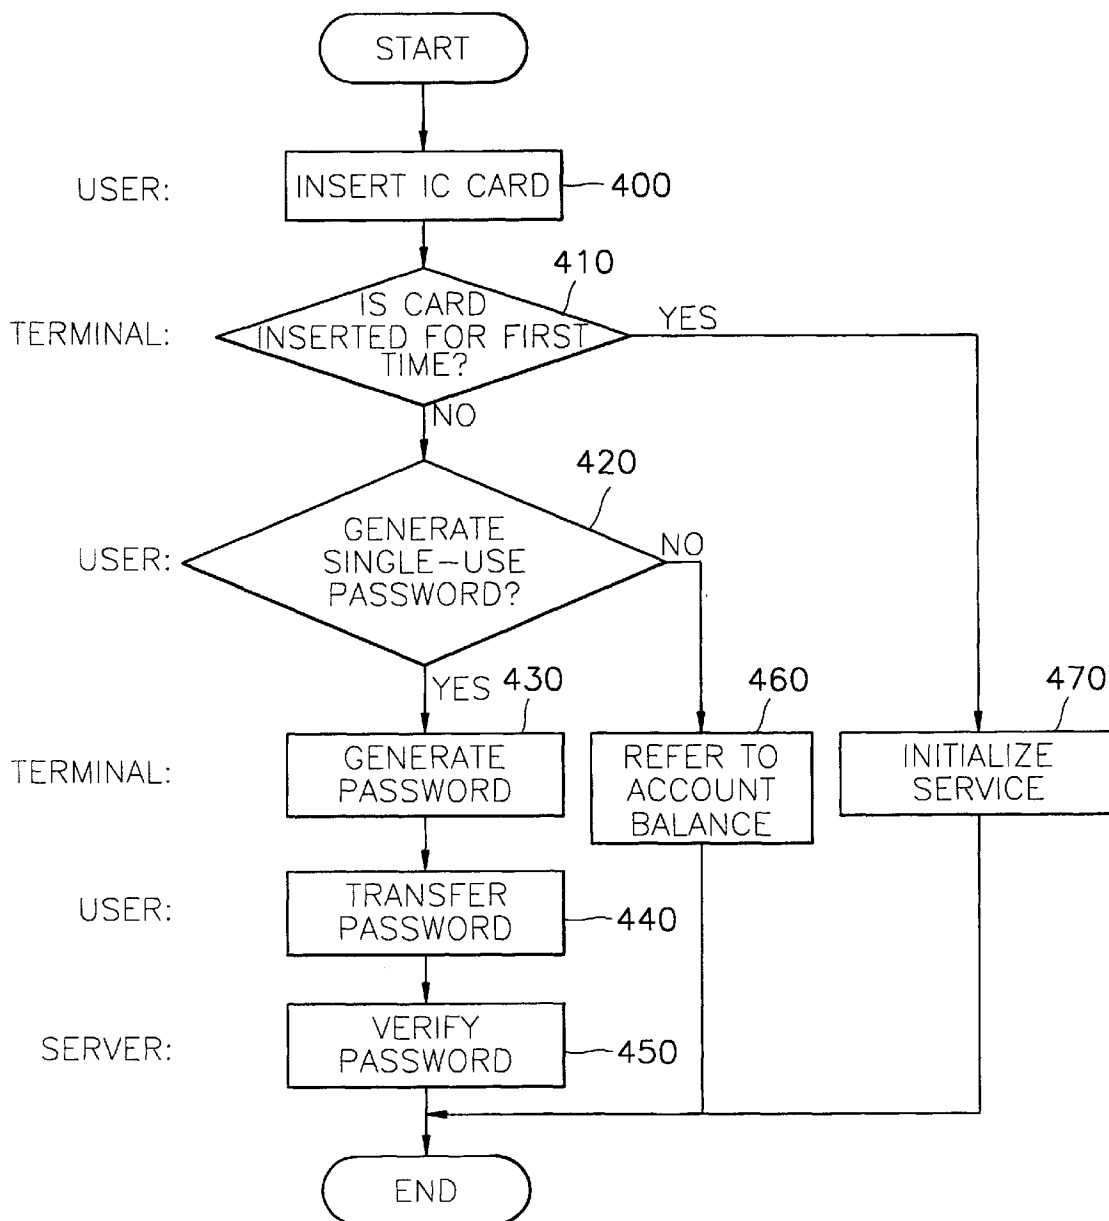 START
USER:
INSERT IC CARD
400
410
TERMINAL:
IS CARD
INSERTED FOR FIRST
TIME?
YES
NO
420
USER:
GENERATE
SINGLE-USE
PASSWORD?
NO
YES
430
460
470
TERMINAL:
GENERATE
PASSWORD
REFER TO
ACCOUNT
BALANCE
INITIALIZE
SERVICE
USER:
TRANSFER
PASSWORD
440
SERVER:
VERIFY
PASSWORD
450
END